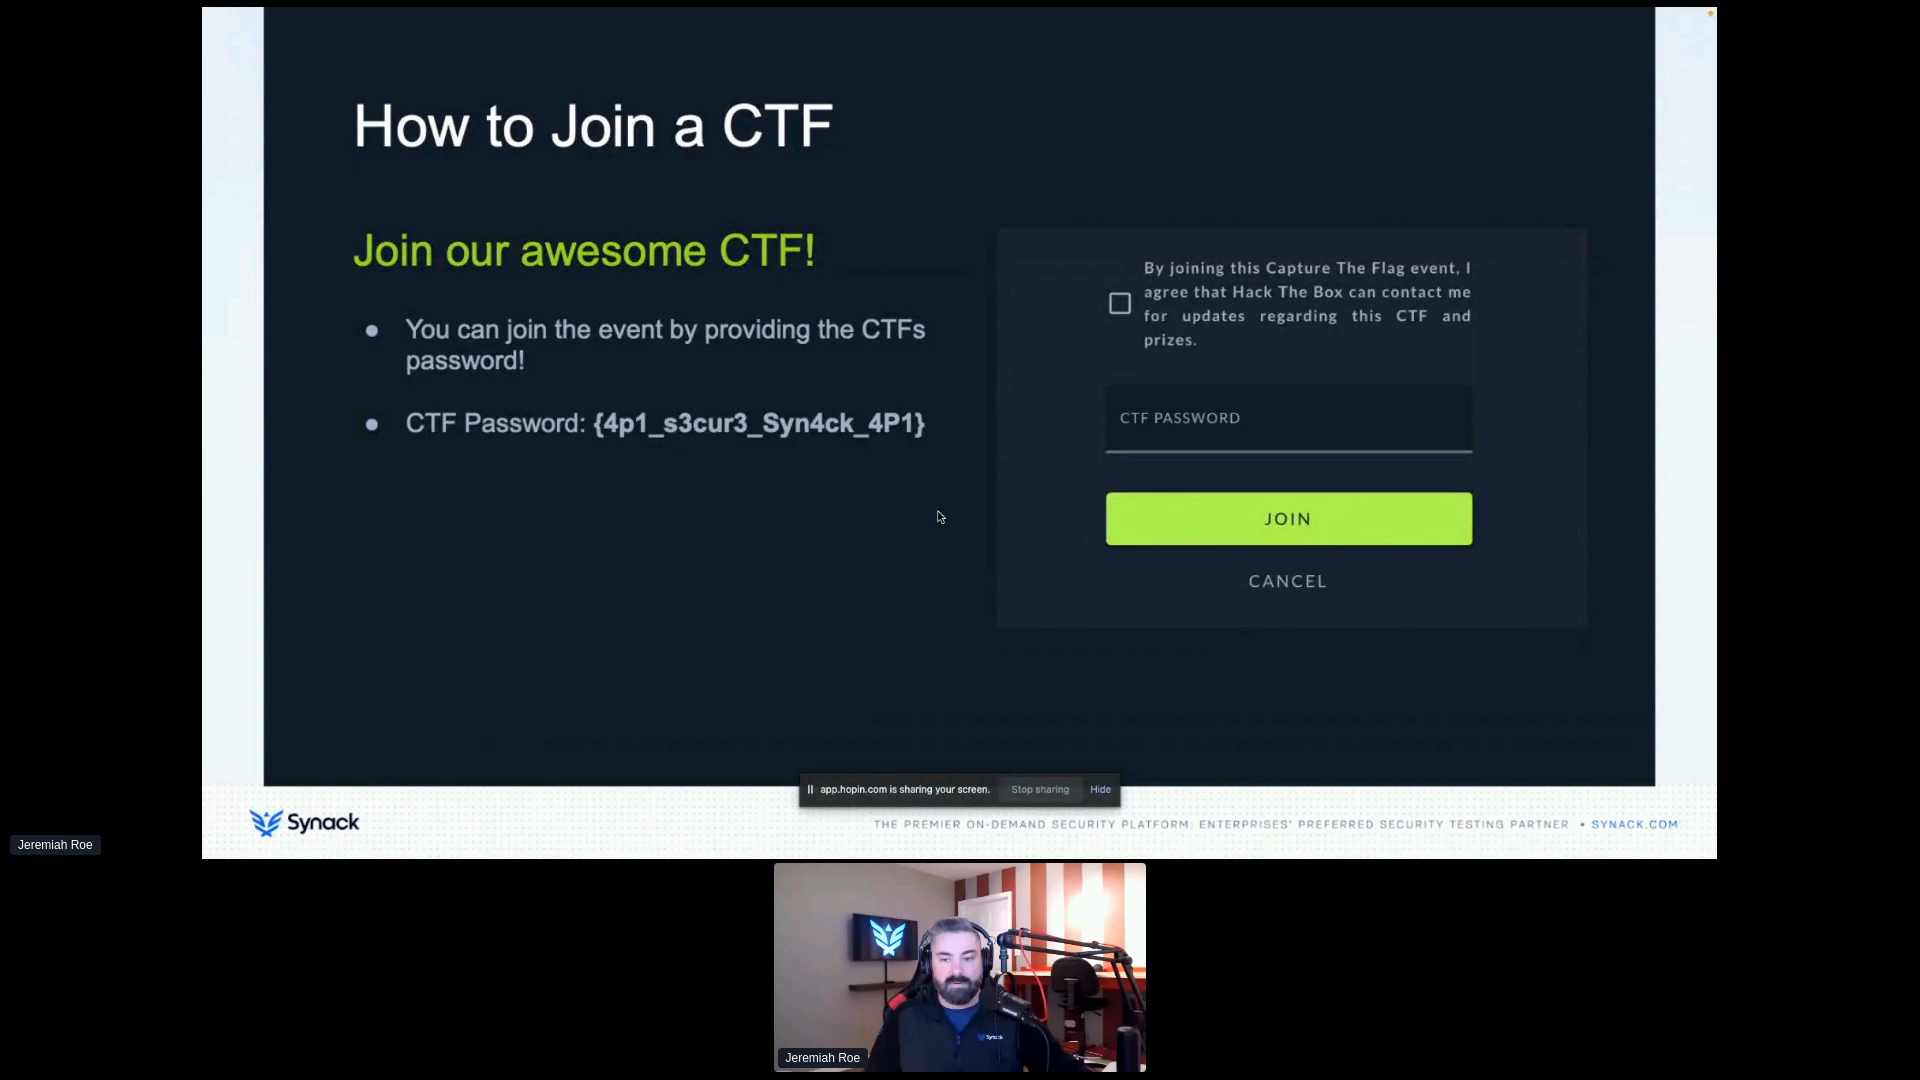 How to Join a CTF
Join our awesome CTF!
● You can join the event by providing the CTFs
password!
● CTF Password: {4p1_s3cur3_Syn4ck_4P1}
By joining this Capture The Flag event, I
agree that Hack The Box can contact me
for updates regarding this CTF and
prizes.
CTF PASSWORD
JOIN
CANCEL
app.hopin.com is sharing your screen. Stop sharing Hide
Synack
THE PREMIER ON-DEMAND SECURITY PLATFORM: ENTERPRISES' PREFERRED SECURITY TESTING PARTNER • SYNACK.COM
Jeremiah Roe
Synack
Jeremiah Roe